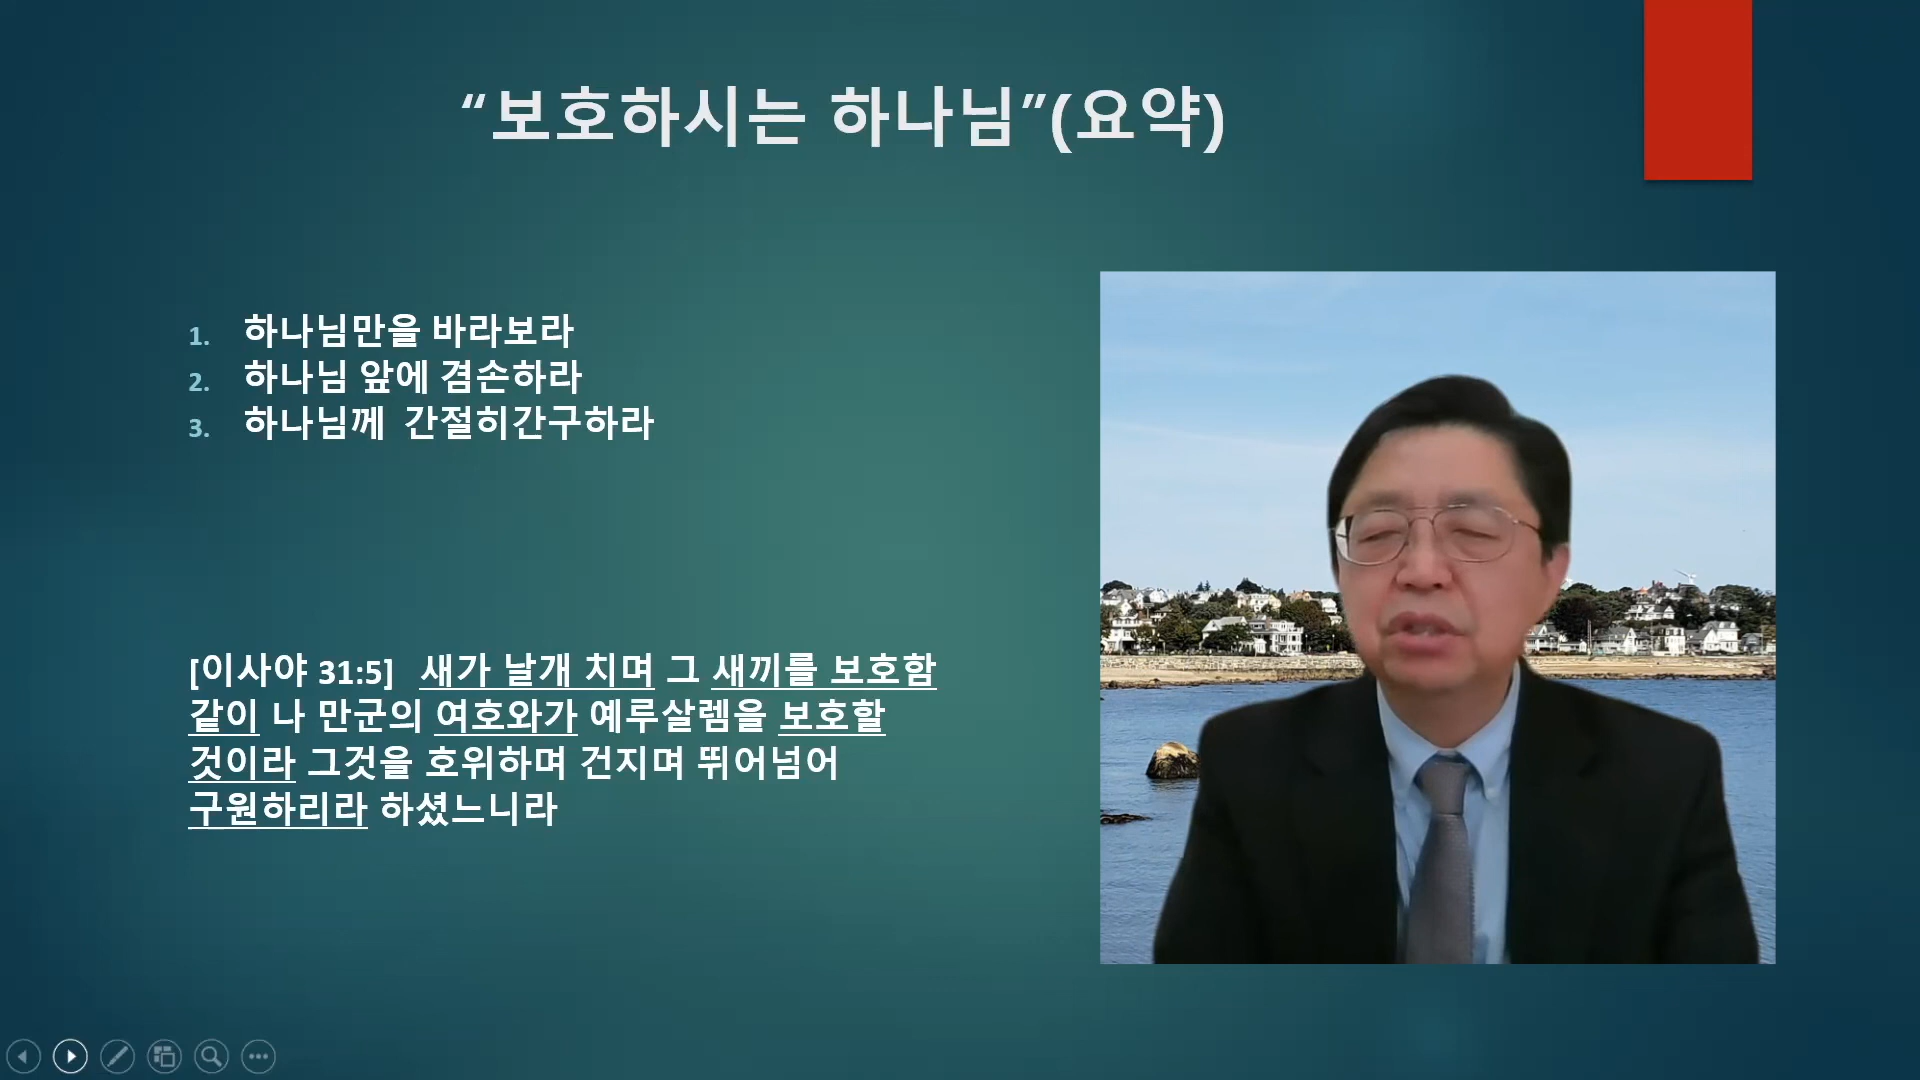 “보호하시는 하나님”(요약)
1. 하나님만을 바라보라
2. 하나님 앞에 겸손하라
3. 하나님께 간절히간구하라
[이사야 31:5] 새가 날개 치며 그 새끼를 보호함
같이 나 만군의 여호와가 예루살렘을 보호할
것이라 그것을 호위하며 건지며 뛰어넘어
구원하리라 하셨느니라